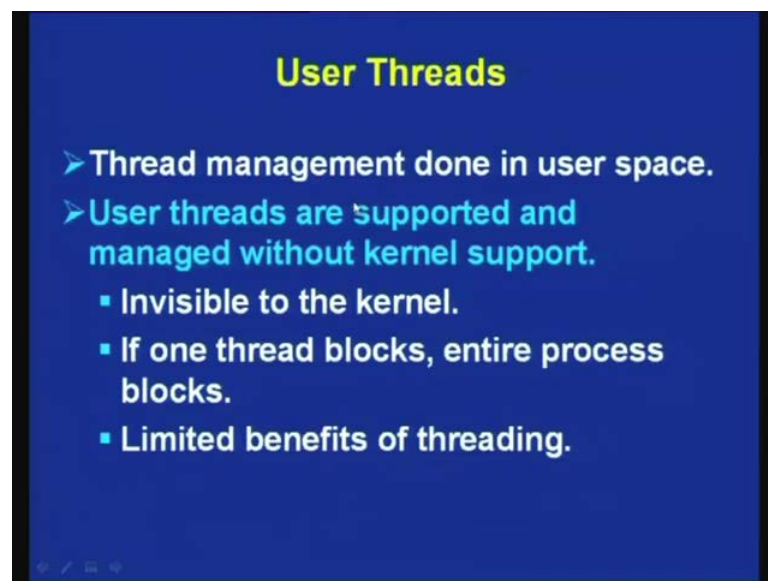 User Threads
➢Thread management done in user space.
➢User threads are supported and
managed without kernel support.
▪ Invisible to the kernel.
▪ If one thread blocks, entire process
blocks.
▪ Limited benefits of threading.